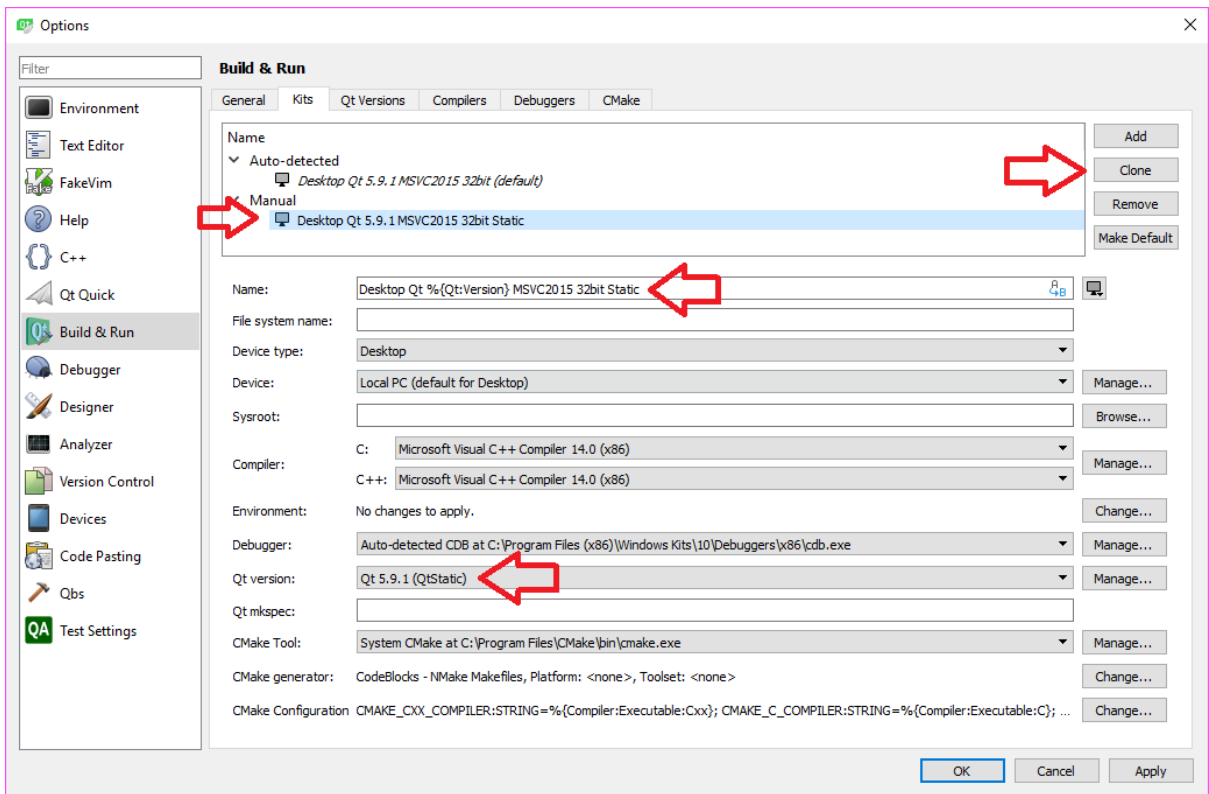 Options
Filter
Build & Run
Environment
Text Editor
FakeVim
Help
C++
Qt Quick
Build & Run
Debugger
Designer
Analyzer
Version Control
Devices
Code Pasting
Qbs
QA Test Settings
General Kits Qt Versions Compilers Debuggers CMake
Name
Auto-detected
Desktop Qt 5.9.1 MSVC2015 32bit (default)
Manual
Desktop Qt 5.9.1 MSVC2015 32bit Static
Add
Clone
Remove
Make Default
Name: Desktop Qt %{Qt:Version} MSVC2015 32bit Static
File system name:
Device type: Desktop
Device: Local PC (default for Desktop) Manage...
Sysroot: Browse...
Compiler: C: Microsoft Visual C++ Compiler 14.0 (x86)
C++: Microsoft Visual C++ Compiler 14.0 (x86) Manage...
Environment: No changes to apply. Change...
Debugger: Auto-detected CDB at C:\Program Files (x86)\Windows Kits\10\Debuggers\x86\cdb.exe Manage...
Qt version: Qt 5.9.1 (QtStatic) Manage...
Qt mkspec:
CMake Tool: System CMake at C:\Program Files\CMake\bin\cmake.exe Manage...
CMake generator: CodeBlocks - NMake Makefiles, Platform: <none>, Toolset: <none> Change...
CMake Configuration CMAKE_CXX_COMPILER:STRING=%{Compiler:Executable:Cxx}; CMAKE_C_COMPILER:STRING=%{Compiler:Executable:C}; ... Change...
OK Cancel Apply